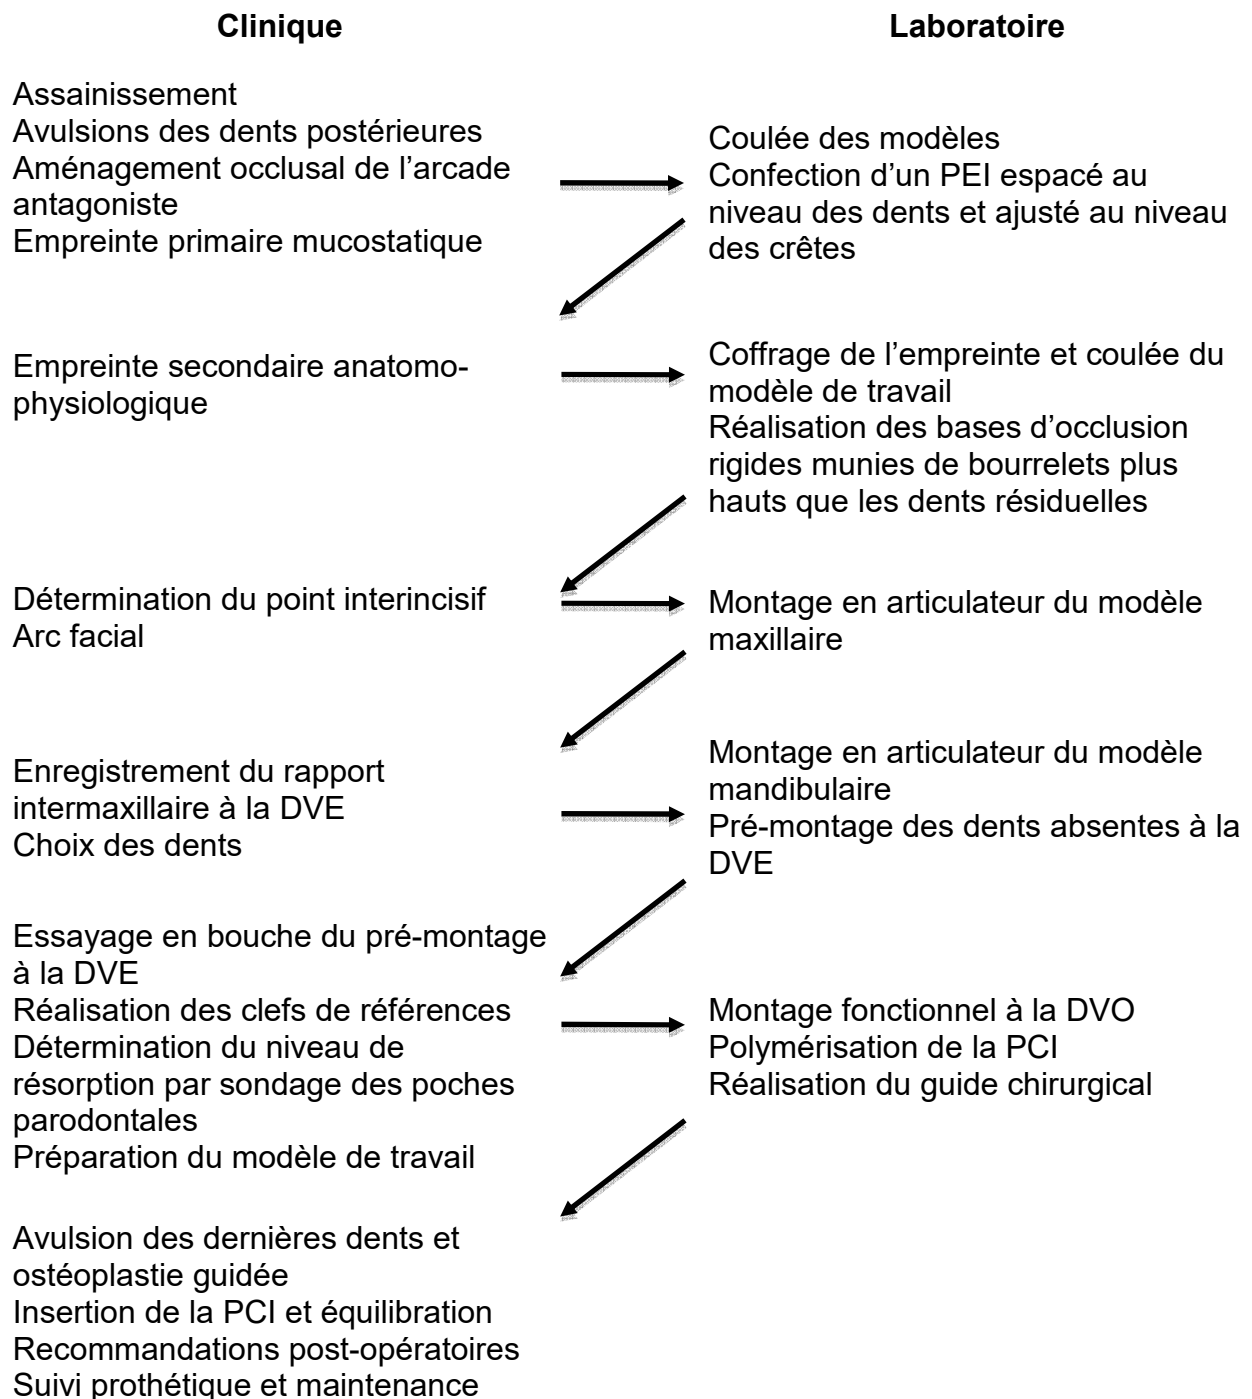 Clinique
Laboratoire
Assainissement
Avulsions des dents postérieures
Aménagement occlusal de l’arcade
antagoniste
Empreinte primaire mucostatique
Coulée des modèles
Confection d’un PEI espacé au
niveau des dents et ajusté au niveau
des crêtes
Empreinte secondaire anatomo-
physiologique
Coffrage de l’empreinte et coulée du
modèle de travail
Réalisation des bases d’occlusion
rigides munies de bourrelets plus
hauts que les dents résiduelles
Détermination du point interincisif
Arc facial
Montage en articulateur du modèle
maxillaire
Enregistrement du rapport
intermaxillaire à la DVE
Choix des dents
Montage en articulateur du modèle
mandibulaire
Pré-montage des dents absentes à la
DVE
Essayage en bouche du pré-montage
à la DVE
Réalisation des clefs de références
Détermination du niveau de
résorption par sondage des poches
parodontales
Préparation du modèle de travail
Montage fonctionnel à la DVO
Polymérisation de la PCI
Réalisation du guide chirurgical
Avulsion des dernières dents et
ostéoplastie guidée
Insertion de la PCI et équilibration
Recommandations post-opératoires
Suivi prothétique et maintenance